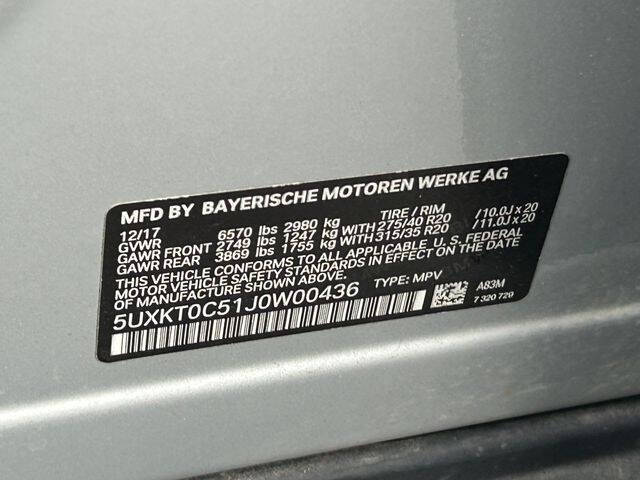 MFD BY BAYERISCHE MOTOREN WERKE AG
12/17 TIRE / RIM
GVWR 6570 lbs 2980 kg
GAWR FRONT 2749 lbs 1247 kg WITH 275/40 R20 /10.0J x 20
GAWR REAR 3869 lbs 1755 kg WITH 315/35 R20 /11.0J x 20
THIS VEHICLE CONFORMS TO ALL APPLICABLE U. S. FEDERAL
MOTOR VEHICLE SAFETY STANDARDS IN EFFECT ON THE DATE
OF MANUFACTURE SHOWN ABOVE.
5UXKT0C51J0W00436 TYPE: MPV
A83M
7 320 720